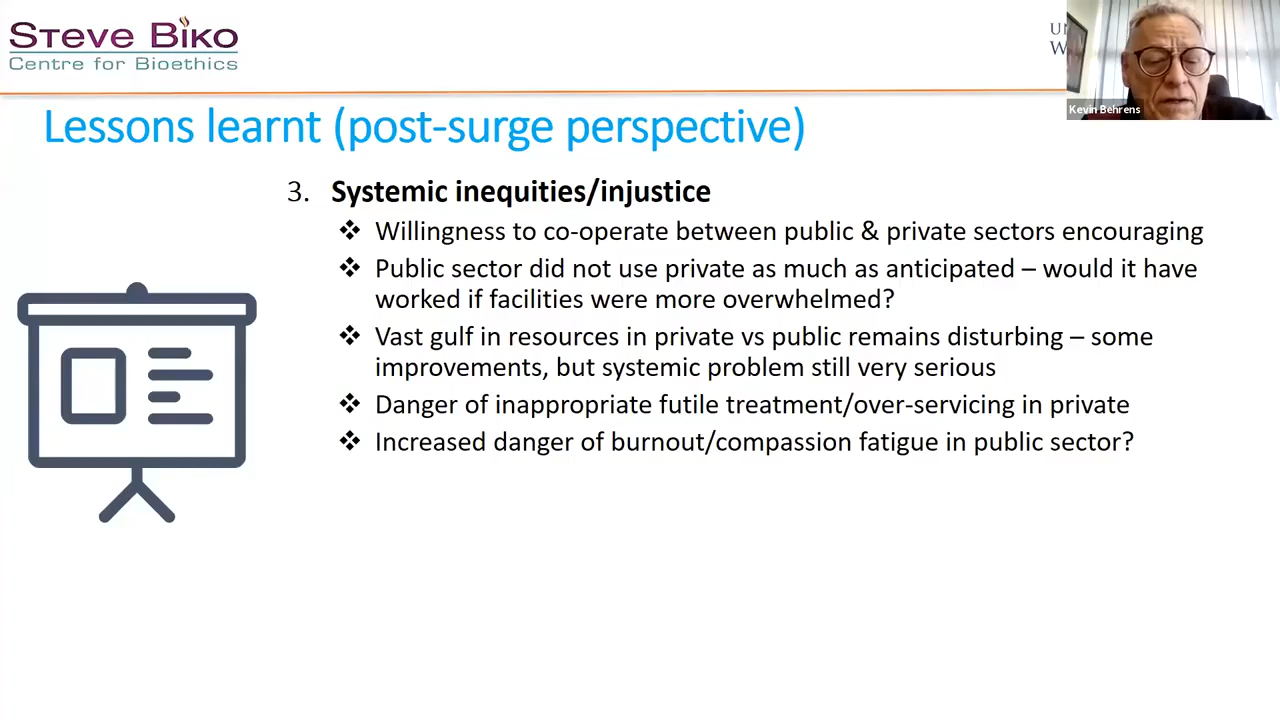 Steve Biko
Centre for Bioethics
UN
W
Kevin Behrens
Lessons learnt (post-surge perspective)
3. Systemic inequities/injustice
❖ Willingness to co-operate between public & private sectors encouraging
❖ Public sector did not use private as much as anticipated – would it have
worked if facilities were more overwhelmed?
❖ Vast gulf in resources in private vs public remains disturbing – some
improvements, but systemic problem still very serious
❖ Danger of inappropriate futile treatment/over-servicing in private
❖ Increased danger of burnout/compassion fatigue in public sector?